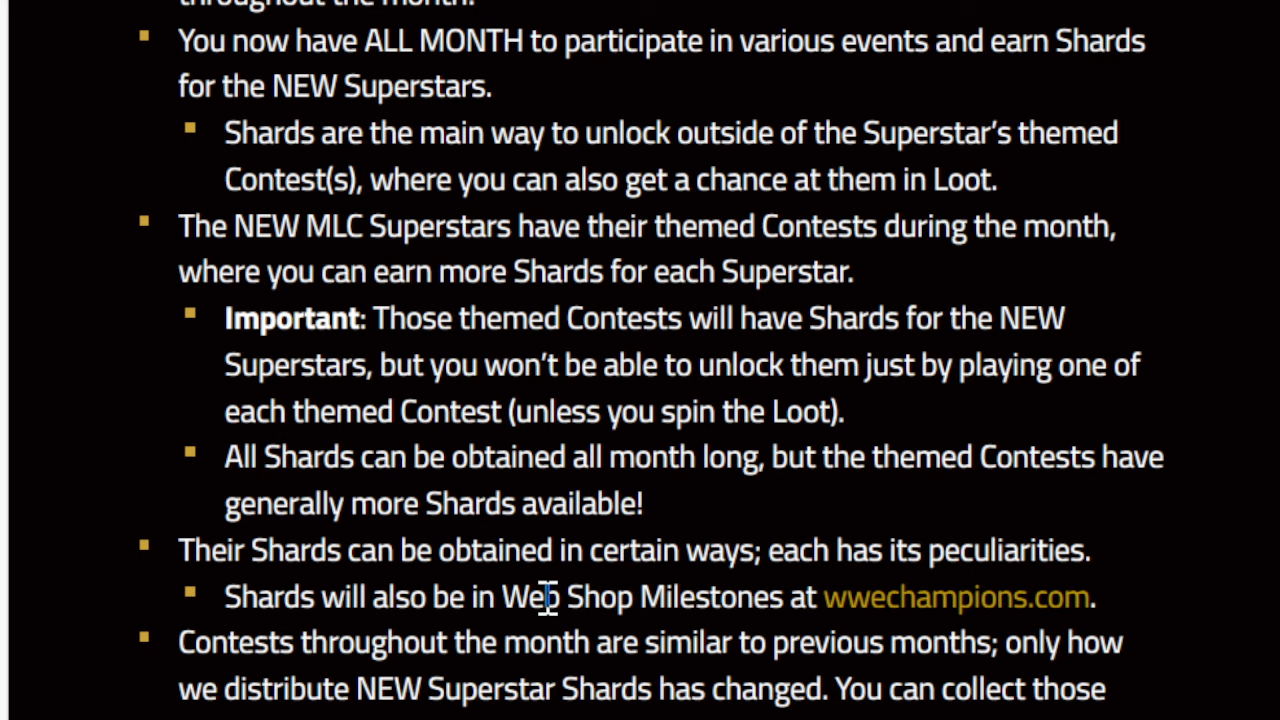 throughout the month!
You now have ALL MONTH to participate in various events and earn Shards
for the NEW Superstars.
Shards are the main way to unlock outside of the Superstar's themed
Contest(s), where you can also get a chance at them in Loot.
The NEW MLC Superstars have their themed Contests during the month,
where you can earn more Shards for each Superstar.
Important: Those themed Contests will have Shards for the NEW
Superstars, but you won't be able to unlock them just by playing one of
each themed Contest (unless you spin the Loot).
All Shards can be obtained all month long, but the themed Contests have
generally more Shards available!
Their Shards can be obtained in certain ways; each has its peculiarities.
Shards will also be in Web Shop Milestones at wwechampions.com.
Contests throughout the month are similar to previous months; only how
we distribute NEW Superstar Shards has changed. You can collect those